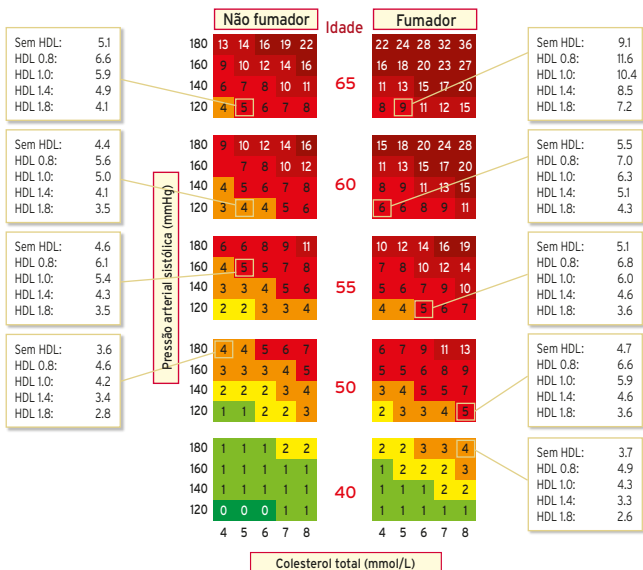 Não fumador Idade Fumador
Sem HDL: 5.1
HDL 0.8: 6.6
HDL 1.0: 5.9
HDL 1.4: 4.9
HDL 1.8: 4.1
180 13 14 16 19 22
160 9 10 12 14 16
140 6 7 8 10 11
120 4 5 6 7 8
65
22 24 28 32 36
16 18 20 23 27
11 13 15 17 20
8 9 11 12 15
Sem HDL: 9.1
HDL 0.8: 11.6
HDL 1.0: 10.4
HDL 1.4: 8.5
HDL 1.8: 7.2
Sem HDL: 4.4
HDL 0.8: 5.6
HDL 1.0: 5.0
HDL 1.4: 4.1
HDL 1.8: 3.5
180 9 10 12 14 16
160 7 8 10 12
140 4 5 6 7 8
120 3 4 4 5 6
60
15 18 20 24 28
11 13 15 17 20
8 9 11 13 15
6 6 8 9 11
Sem HDL: 5.5
HDL 0.8: 7.0
HDL 1.0: 6.3
HDL 1.4: 5.1
HDL 1.8: 4.3
Pressão arterial sistólica (mmHg)
Sem HDL: 4.6
HDL 0.8: 6.1
HDL 1.0: 5.4
HDL 1.4: 4.3
HDL 1.8: 3.5
180 6 6 8 9 11
160 4 5 5 7 8
140 3 3 4 5 6
120 2 2 3 3 4
55
10 12 14 16 19
7 8 10 12 14
5 6 7 9 10
4 4 5 6 7
Sem HDL: 5.1
HDL 0.8: 6.8
HDL 1.0: 6.0
HDL 1.4: 4.6
HDL 1.8: 3.6
Sem HDL: 3.6
HDL 0.8: 4.6
HDL 1.0: 4.2
HDL 1.4: 3.4
HDL 1.8: 2.8
180 4 4 5 6 7
160 3 3 3 4 5
140 2 2 2 3 4
120 1 1 2 2 3
50
6 7 9 11 13
5 5 6 8 9
3 4 5 5 7
2 3 3 4 5
Sem HDL: 4.7
HDL 0.8: 6.6
HDL 1.0: 5.9
HDL 1.4: 4.6
HDL 1.8: 3.6
180 1 1 1 2 2
160 1 1 1 1 1
140 1 1 1 1 1
120 0 0 0 1 1
40
2 2 3 3 4
1 2 2 2 3
1 1 1 2 2
1 1 1 1 1
Sem HDL: 3.7
HDL 0.8: 4.9
HDL 1.0: 4.3
HDL 1.4: 3.3
HDL 1.8: 2.6
4 5 6 7 8
4 5 6 7 8
Colesterol total (mmol/L)